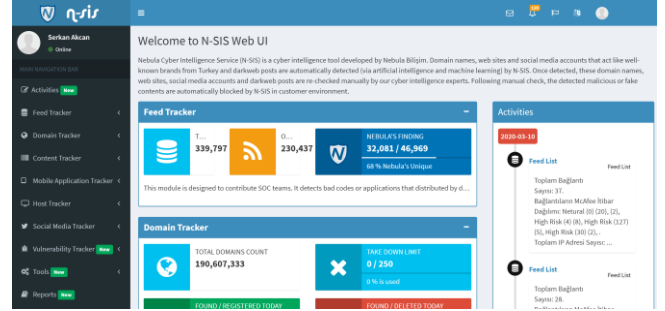 n-sis
Serkan Akcan
Online
MAIN NAVIGATION BAR
Activities New
Feed Tracker
Domain Tracker
Content Tracker
Mobile Application Tracker
Host Tracker
Social Media Tracker
Vulnerability Tracker New
Tools New
Reports New
Welcome to N-SIS Web UI
Nebula Cyber Intelligence Service (N-SIS) is a cyber intelligence tool developed by Nebula Bilişim. Domain names, web sites and social media accounts that act like well-
known brands from Turkey and darkweb posts are automatically detected (via artificial intelligence and machine learning) by N-SIS. Once detected, these domain names,
web sites, social media accounts and darkweb posts are re-checked manually by our cyber intelligence experts. Following manual check, the detected malicious or fake
contents are automatically blocked by N-SIS in customer environment.
Feed Tracker
T...
339,797
O...
230,437
NEBULA'S FINDING
32,081 / 46,969
68 % Nebula's Unique
This module is designed to contribute SOC teams. It detects bad codes or applications that distributed by d...
Domain Tracker
TOTAL DOMAINS COUNT
190,607,333
TAKE DOWN LIMIT
0 / 250
0 % is used
FOUND / REGISTERED TODAY
FOUND / DELETED TODAY
Activities
2020-03-10
Feed List
Feed List
Toplam Bağlantı
Sayısı: 37.
Bağlantıların McAfee İtibar
Dağılımı: Netural (0) (20), (2),
High Risk (4) (8), High Risk (127)
(5), High Risk (30) (2), .
Toplam IP Adresi Sayısı: ...
Feed List
Feed List
Toplam Bağlantı
Sayısı: 28.
Bağlantıların McAfee İtibar